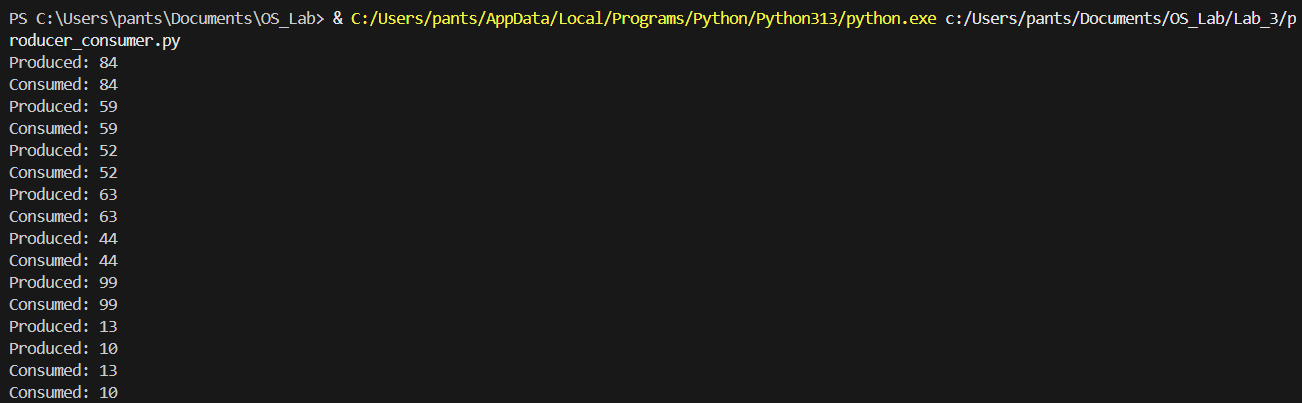 PS C:\Users\pants\Documents\OS_Lab> & C:/Users/pants/AppData/Local/Programs/Python/Python313/python.exe c:/Users/pants/Documents/OS_Lab/Lab_3/p
roducer_consumer.py
Produced: 84
Consumed: 84
Produced: 59
Consumed: 59
Produced: 52
Consumed: 52
Produced: 63
Consumed: 63
Produced: 44
Consumed: 44
Produced: 99
Consumed: 99
Produced: 13
Produced: 10
Consumed: 13
Consumed: 10